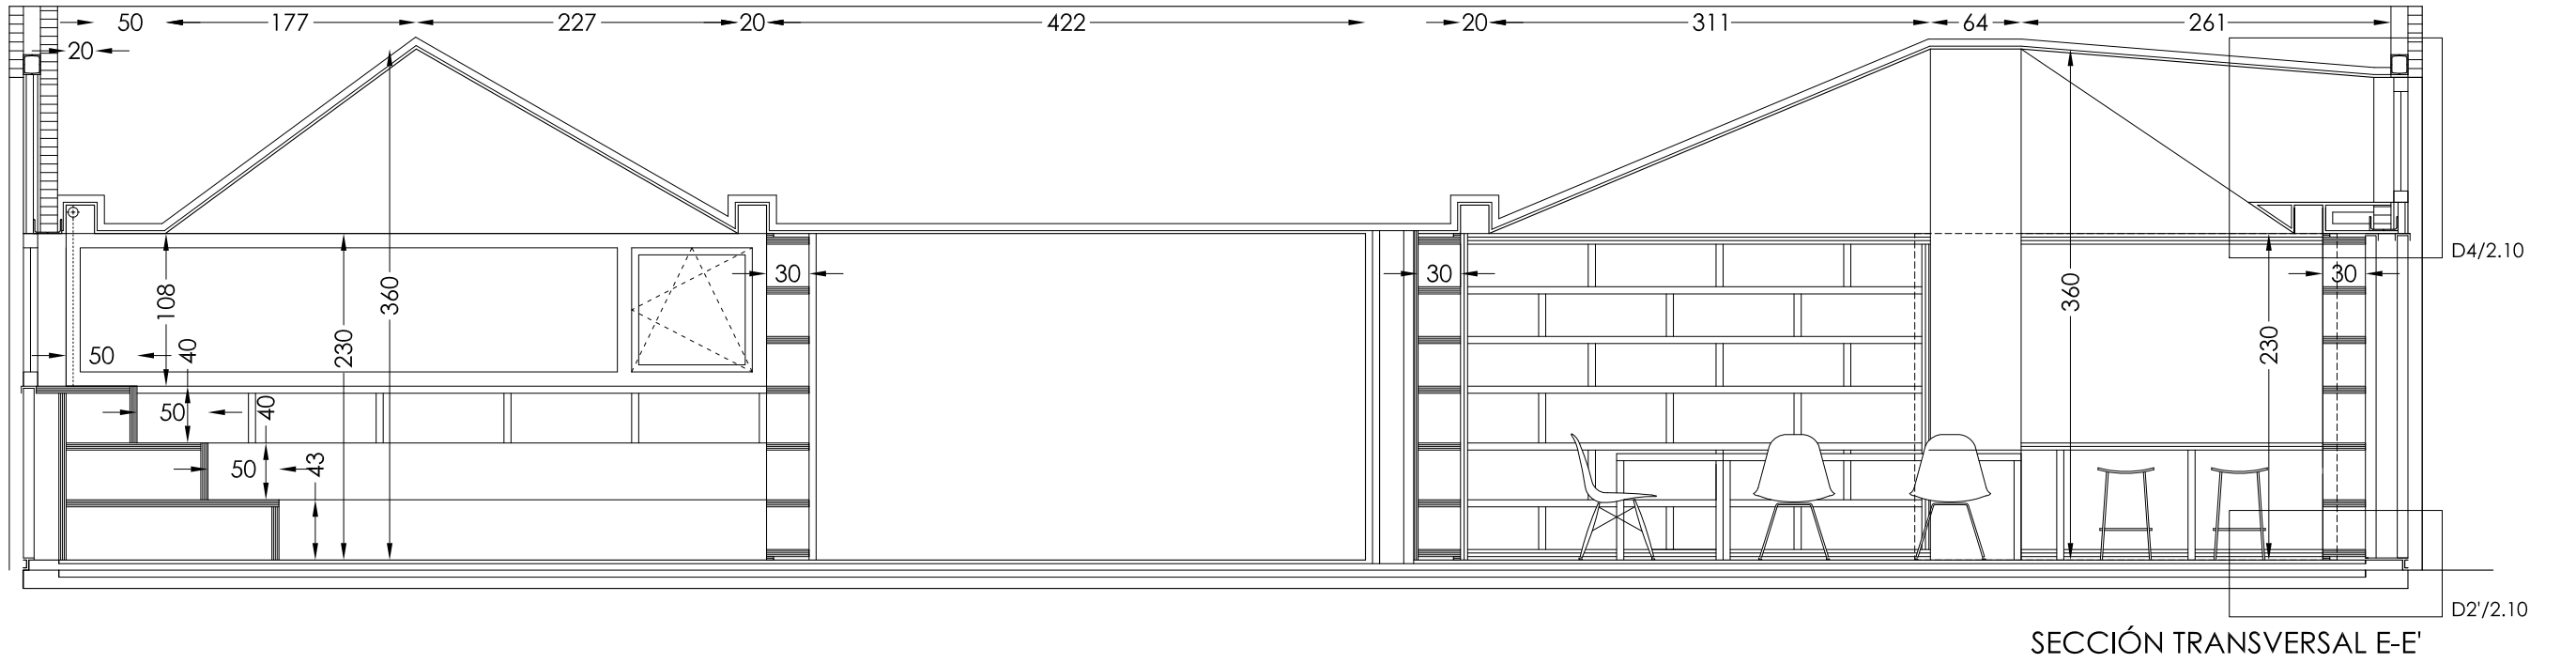 50 177 227 20 422 20 311 64 261
20
30 30 30
108 360 360
230 230
50 40
50 40
50 43
D4/2.10
D2'/2.10
SECCIÓN TRANSVERSAL E-E'